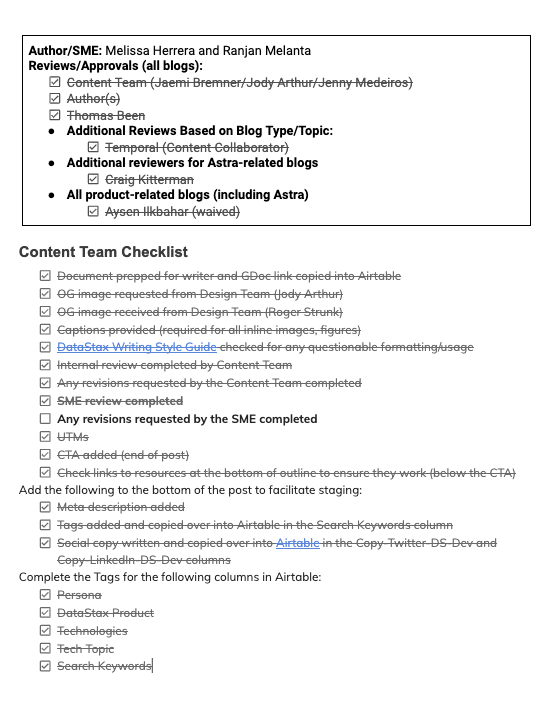 Author/SME: Melissa Herrera and Ranjan Melanta
Reviews/Approvals (all blogs):
Content Team (Jaemi Bremner/Jody Arthur/Jenny Medeiros)
Author(s)
Thomas Been
Additional Reviews Based on Blog Type/Topic:
Temporal (Content Collaborator)
Additional reviewers for Astra-related blogs
Craig Kitterman
All product-related blogs (including Astra)
Aysen Ilkbahar (waived)
Content Team Checklist
Document prepped for writer and GDoc link copied into Airtable
OG image requested from Design Team (Jody Arthur)
OG image received from Design Team (Roger Strunk)
Captions provided (required for all inline images, figures)
DataStax Writing Style Guide checked for any questionable formatting/usage
Internal review completed by Content Team
Any revisions requested by the Content Team completed
SME review completed
Any revisions requested by the SME completed
UTMs
CTA added (end of post)
Check links to resources at the bottom of outline to ensure they work (below the CTA)
Add the following to the bottom of the post to facilitate staging:
Meta description added
Tags added and copied over into Airtable in the Search Keywords column
Social copy written and copied over into Airtable in the Copy-Twitter-DS-Dev and
Copy-LinkedIn-DS-Dev columns
Complete the Tags for the following columns in Airtable:
Persona
DataStax Product
Technologies
Tech Topic
Search Keywords